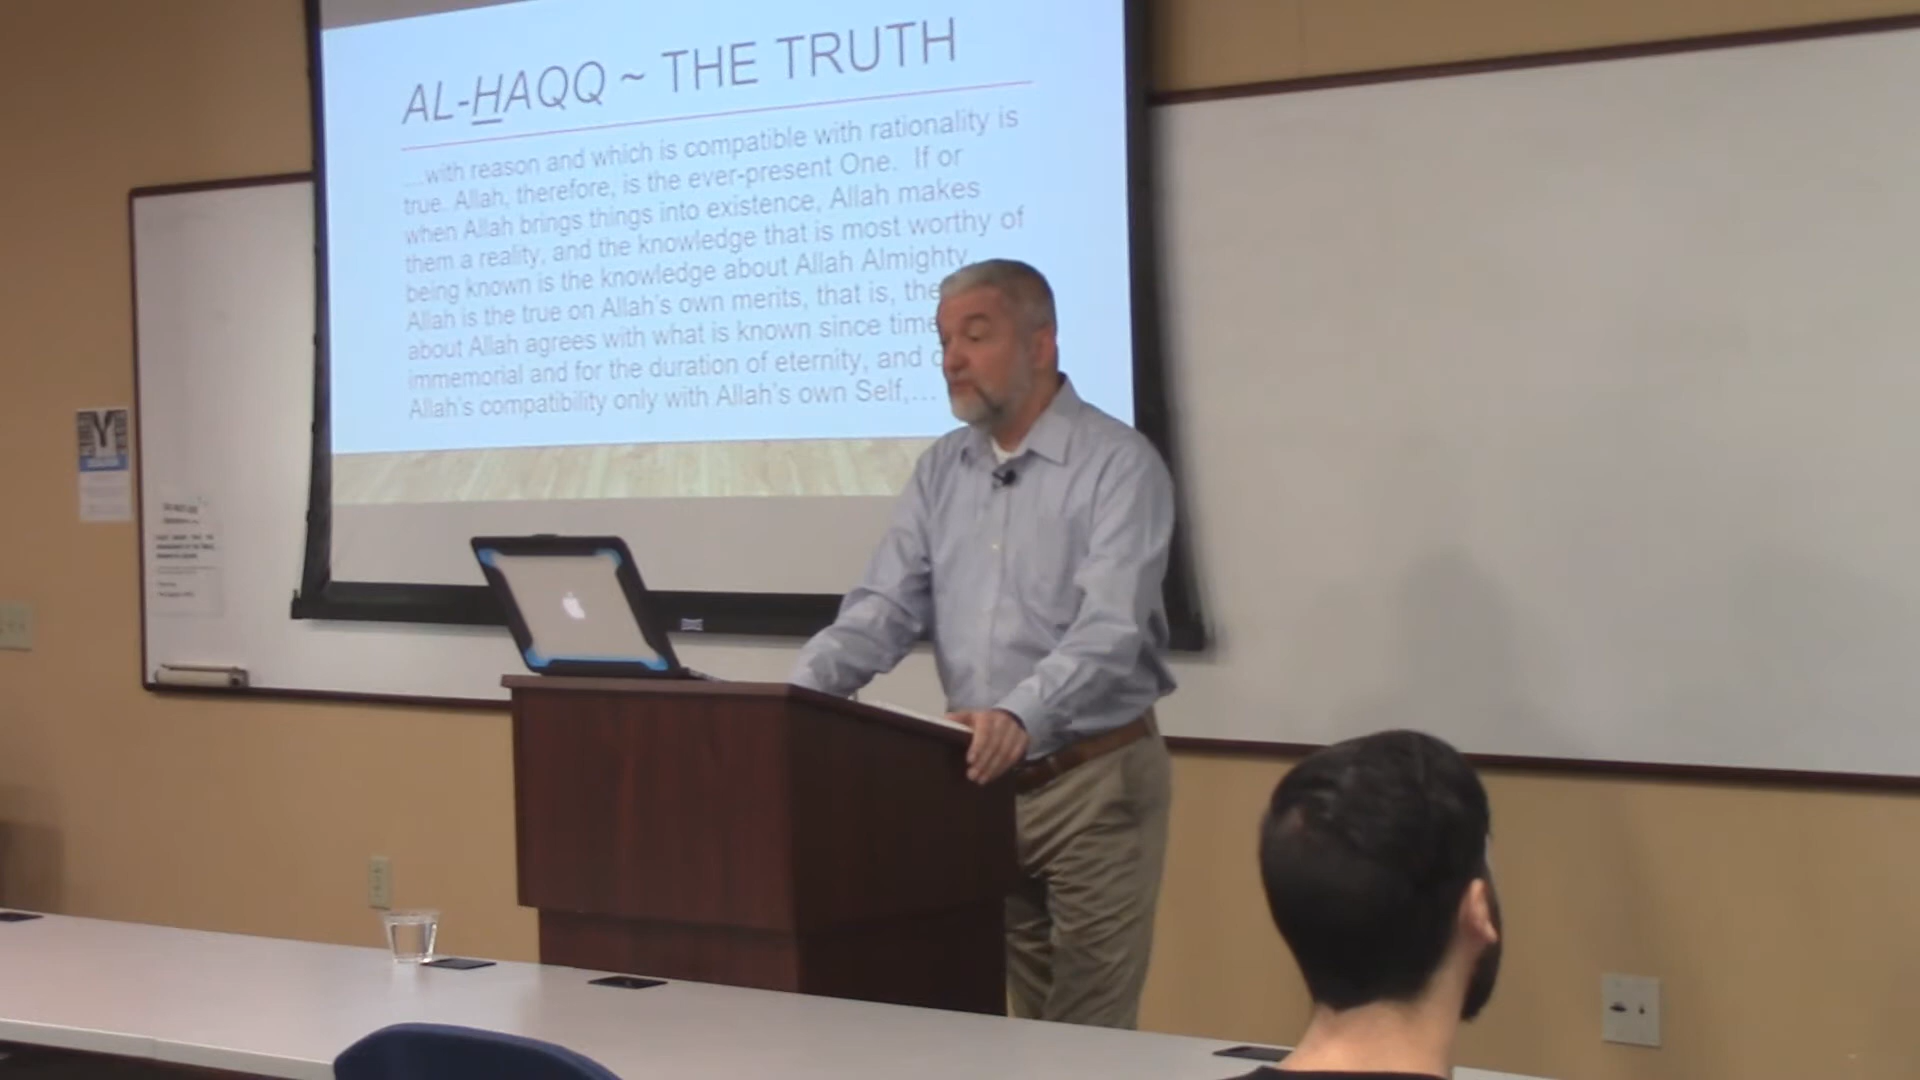 AL-HAQQ ~ THE TRUTH
...with reason and which is compatible with rationality is
true. Allah, therefore, is the ever-present One. If or
when Allah brings things into existence, Allah makes
them a reality, and the knowledge that is most worthy of
being known is the knowledge about Allah Almighty.
Allah is the true on Allah's own merits, that is, the
about Allah agrees with what is known since time
immemorial and for the duration of eternity, and
Allah's compatibility only with Allah's own Self,...